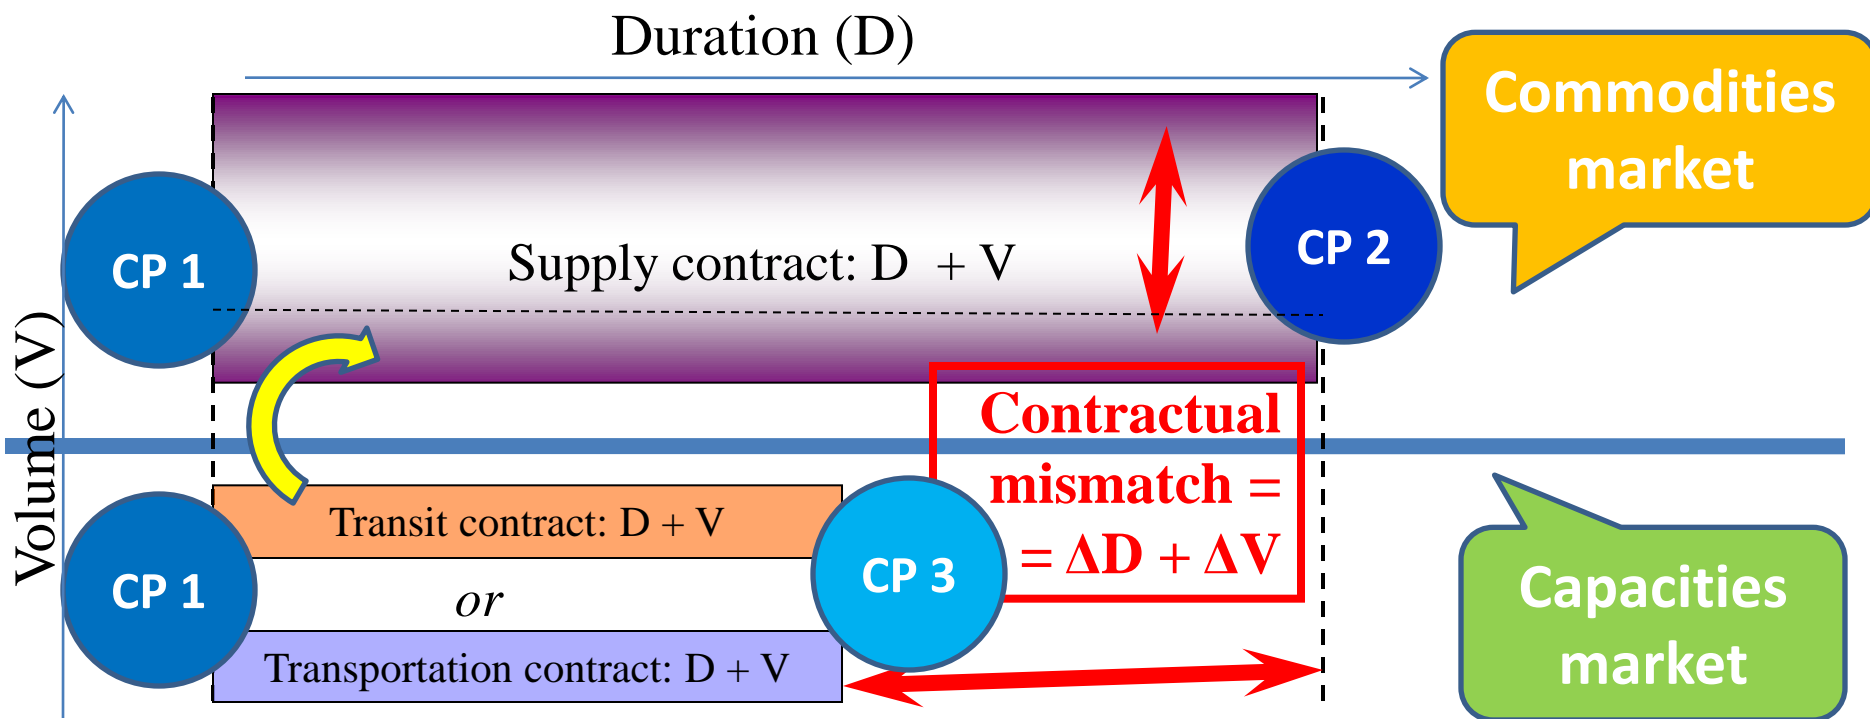 Duration (D)
Commodities
market
CP 1
CP 2
Supply contract: D + V
Volume (V)
Contractual
mismatch =
= ΔD + ΔV
Transit contract: D + V
CP 1
or
CP 3
Transportation contract: D + V
Capacities
market